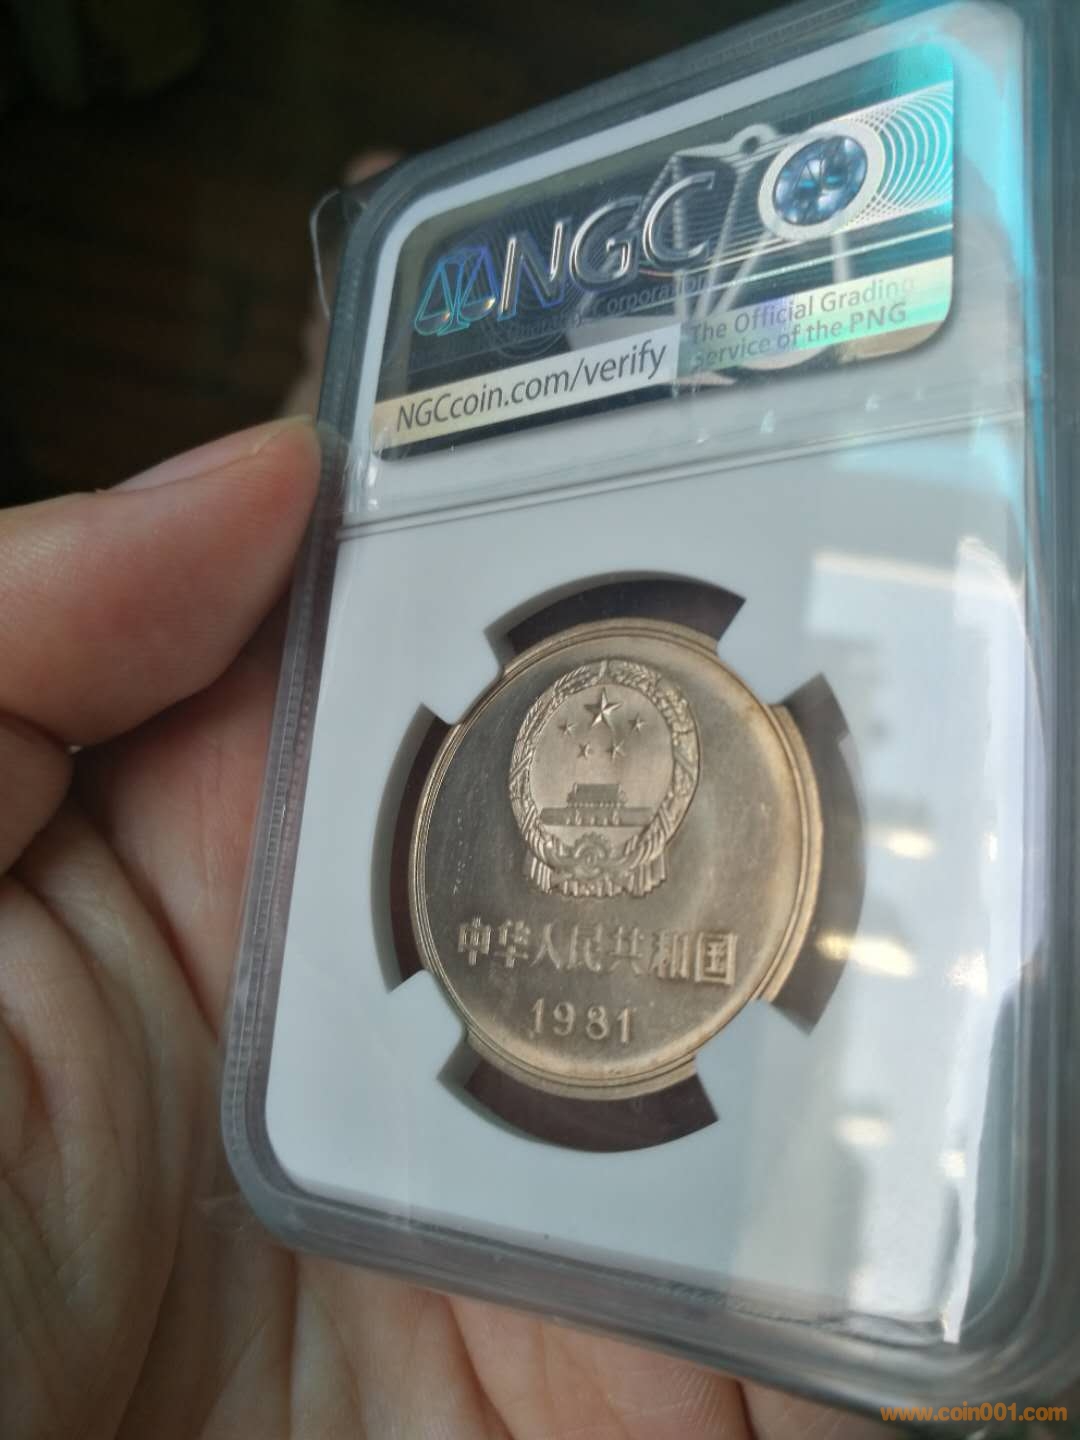 NGC
Corporation
NGCcoin.com/verify
The Official Grading
Service of the PNG
中华人民共和国
1981
www.coin001.com